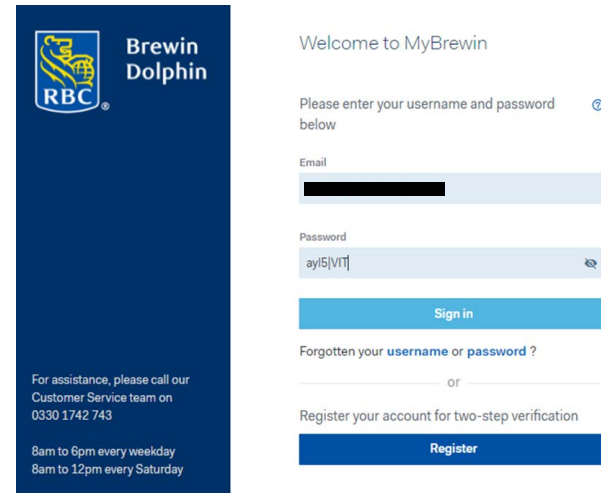 RBC
®
Brewin
Dolphin
For assistance, please call our
Customer Service team on
0330 1742 743
8am to 6pm every weekday
8am to 12pm every Saturday
Welcome to MyBrewin
Please enter your username and password
below
Email
Password
ayl5|VIT
Sign in
Forgotten your username or password ?
or
Register your account for two-step verification
Register